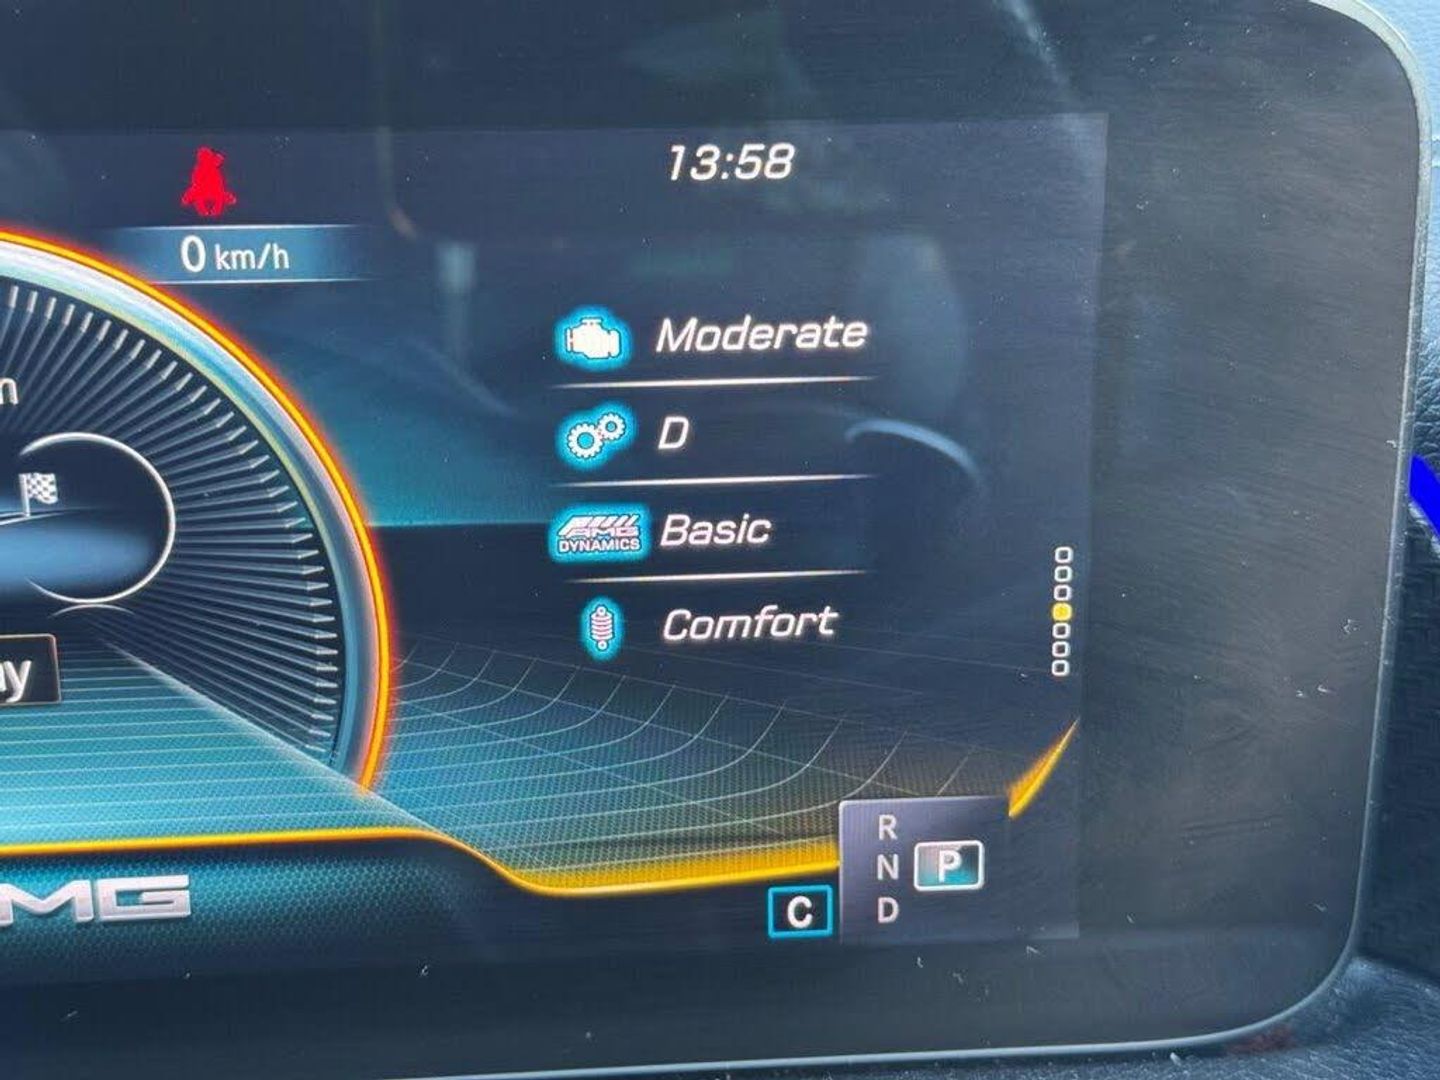 13:58
0 km/h
Moderate
D
AMG
DYNAMICS
Basic
Comfort
R
N
P
D
C